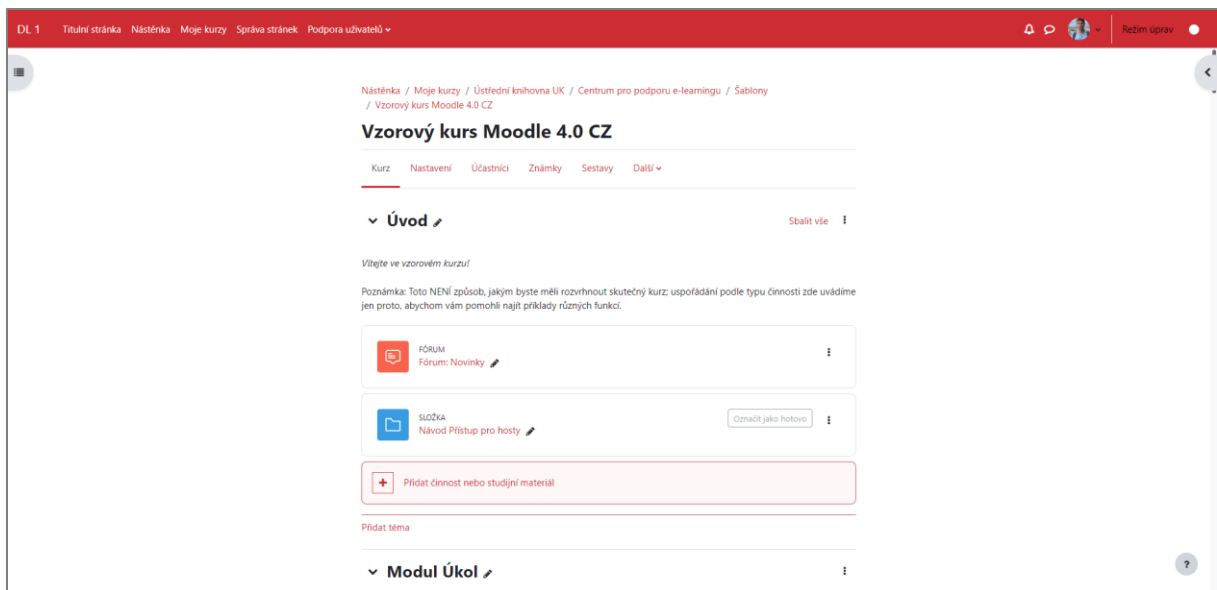 DL 1 Titulní stránka Nástěnka Moje kurzy Správa stránek Podpora uživatelů Režim úprav
Nástěnka / Moje kurzy / Ústřední knihovna UK / Centrum pro podporu e-learningu / Šablony
/ Vzorový kurs Moodle 4.0 CZ
Vzorový kurs Moodle 4.0 CZ
Kurz Nastavení Účastníci Známky Sestavy Další
Úvod Sbalit vše
Vítejte ve vzorovém kurzu!
Poznámka: Toto NENÍ způsob, jakým byste měli rozvrhnout skutečný kurz; uspořádání podle typu činnosti zde uvádíme
jen proto, abychom vám pomohli najít příklady různých funkcí.
FÓRUM
Fórum: Novinky
SLOŽKA
Návod Přístup pro hosty
Označit jako hotovo
Přidat činnost nebo studijní materiál
Přidat téma
Modul Úkol
?